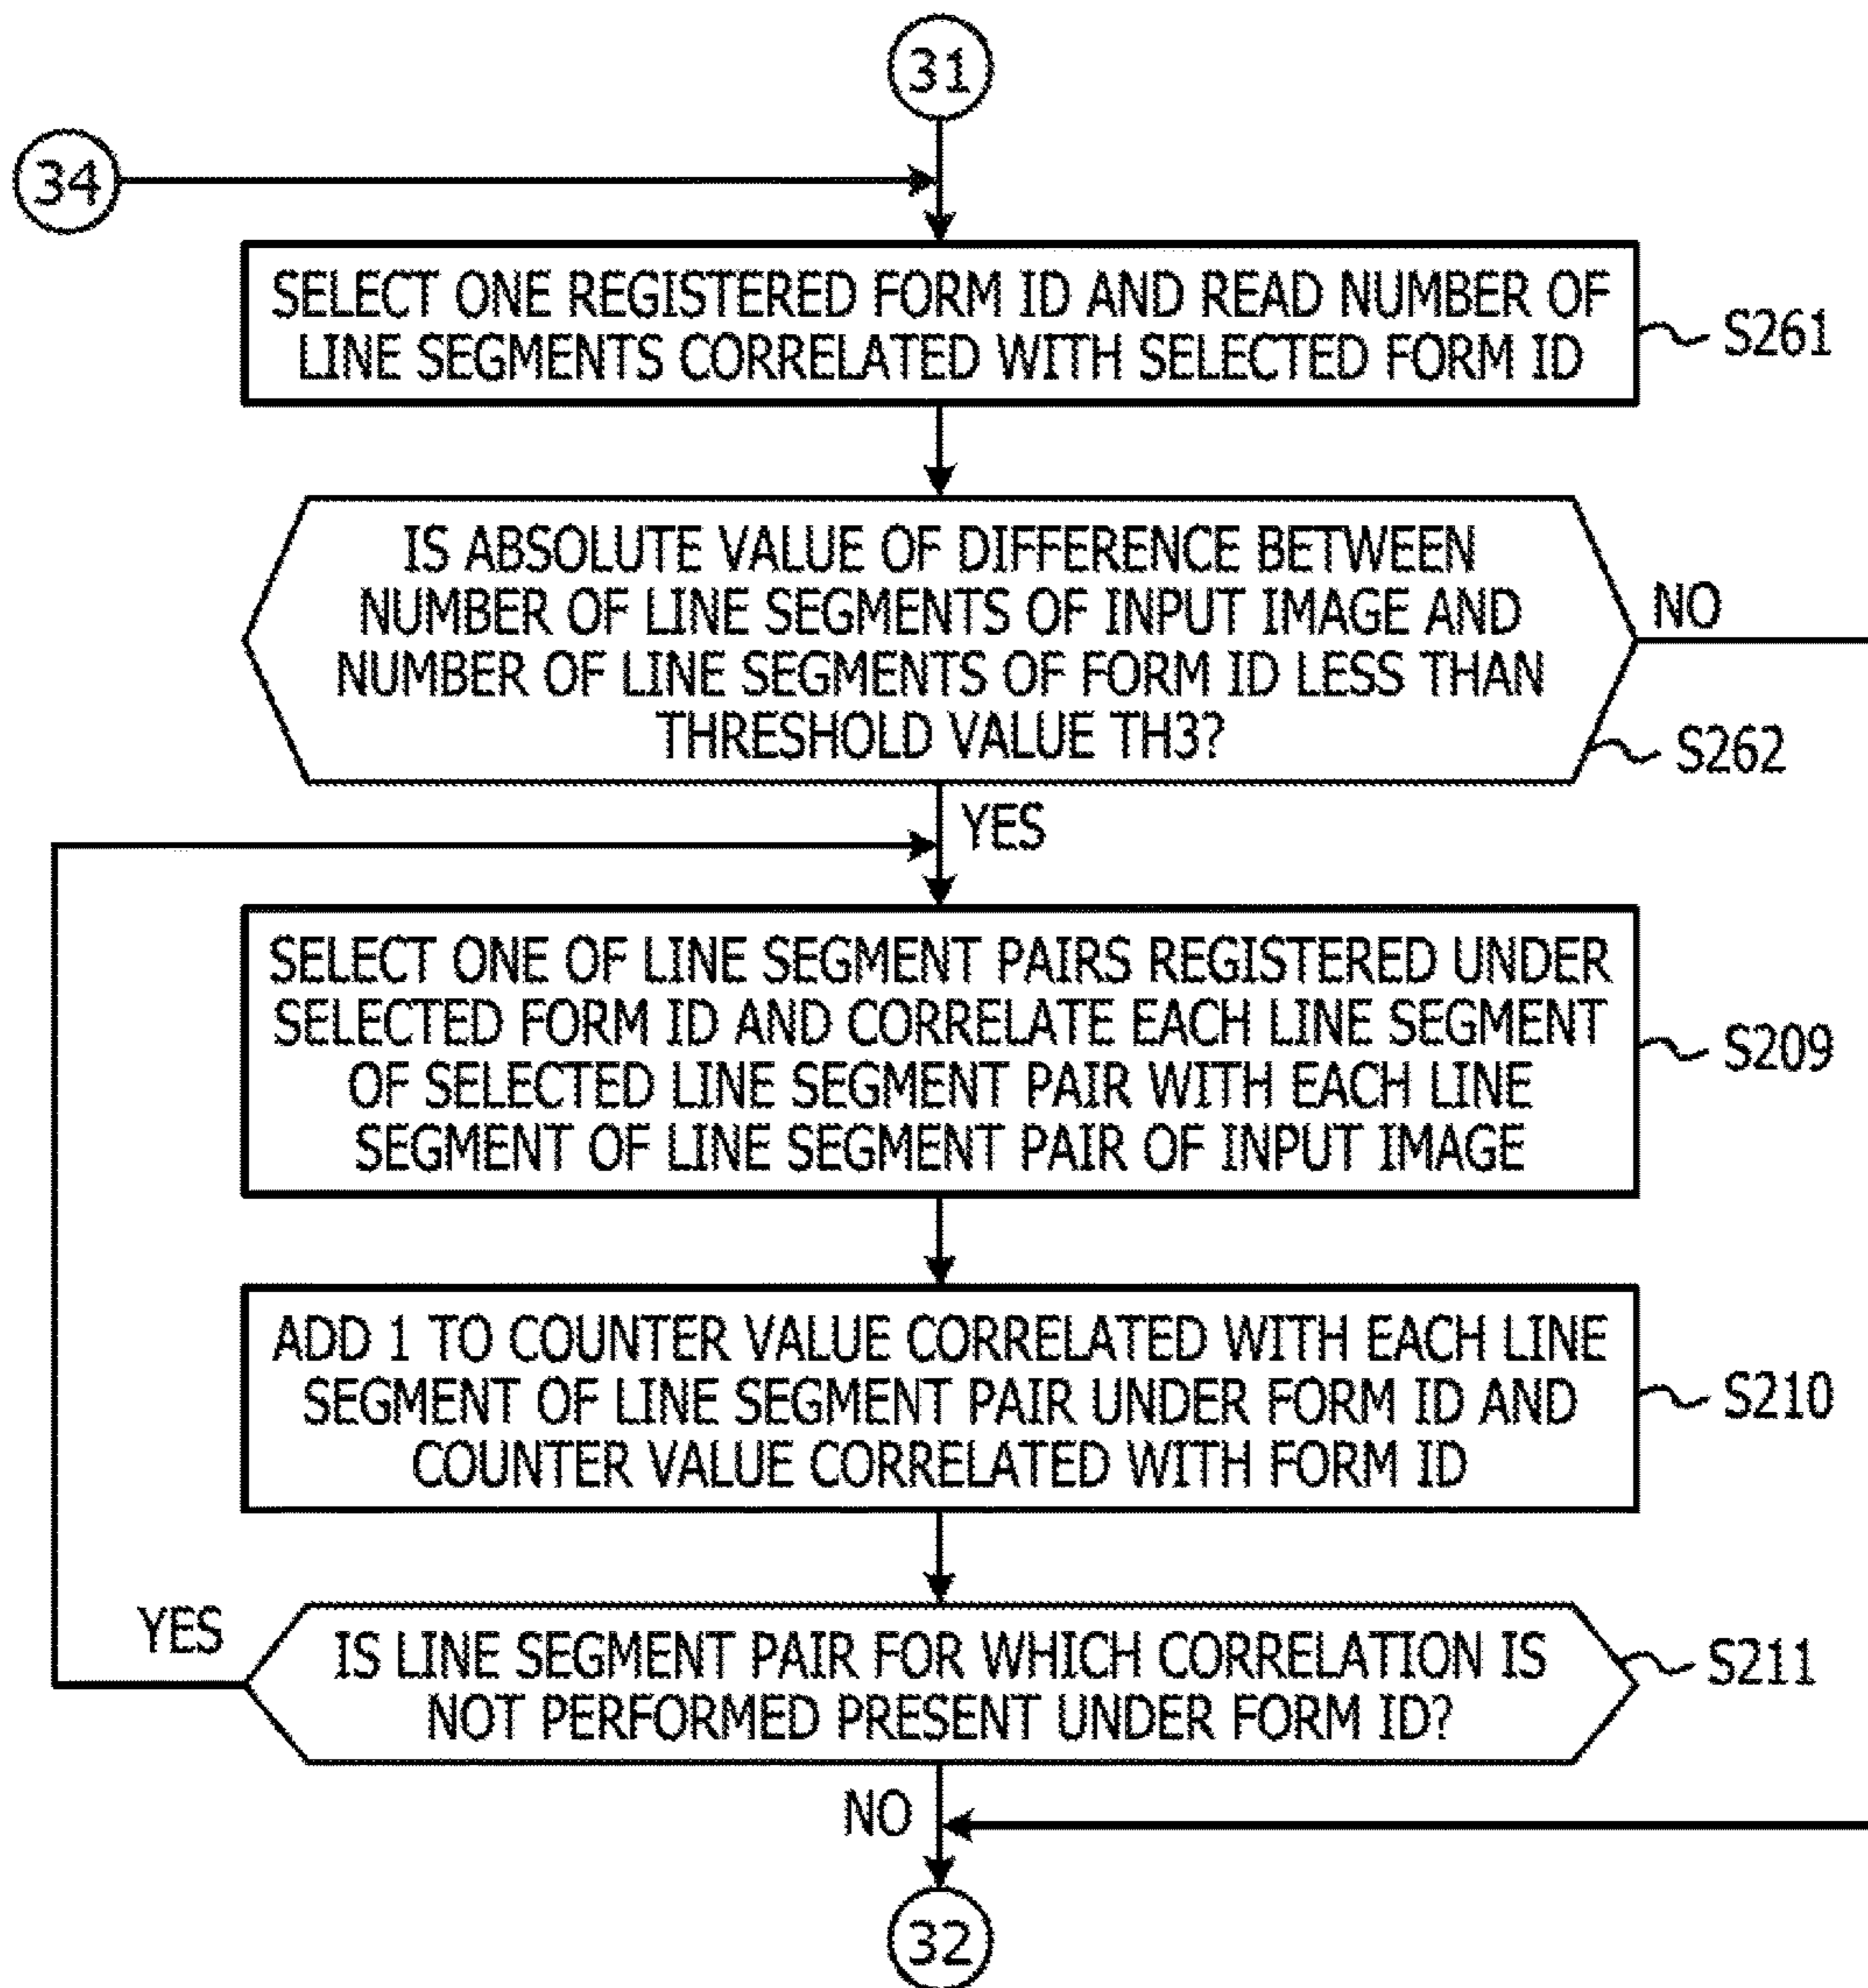 31
34
SELECT ONE REGISTERED FORM ID AND READ NUMBER OF
LINE SEGMENTS CORRELATED WITH SELECTED FORM ID
S261
IS ABSOLUTE VALUE OF DIFFERENCE BETWEEN
NUMBER OF LINE SEGMENTS OF INPUT IMAGE AND
NUMBER OF LINE SEGMENTS OF FORM ID LESS THAN
THRESHOLD VALUE TH3?
NO
S262
YES
SELECT ONE OF LINE SEGMENT PAIRS REGISTERED UNDER
SELECTED FORM ID AND CORRELATE EACH LINE SEGMENT
OF SELECTED LINE SEGMENT PAIR WITH EACH LINE
SEGMENT OF LINE SEGMENT PAIR OF INPUT IMAGE
S209
ADD 1 TO COUNTER VALUE CORRELATED WITH EACH LINE
SEGMENT OF LINE SEGMENT PAIR UNDER FORM ID AND
COUNTER VALUE CORRELATED WITH FORM ID
S210
YES
IS LINE SEGMENT PAIR FOR WHICH CORRELATION IS
NOT PERFORMED PRESENT UNDER FORM ID?
S211
NO
32